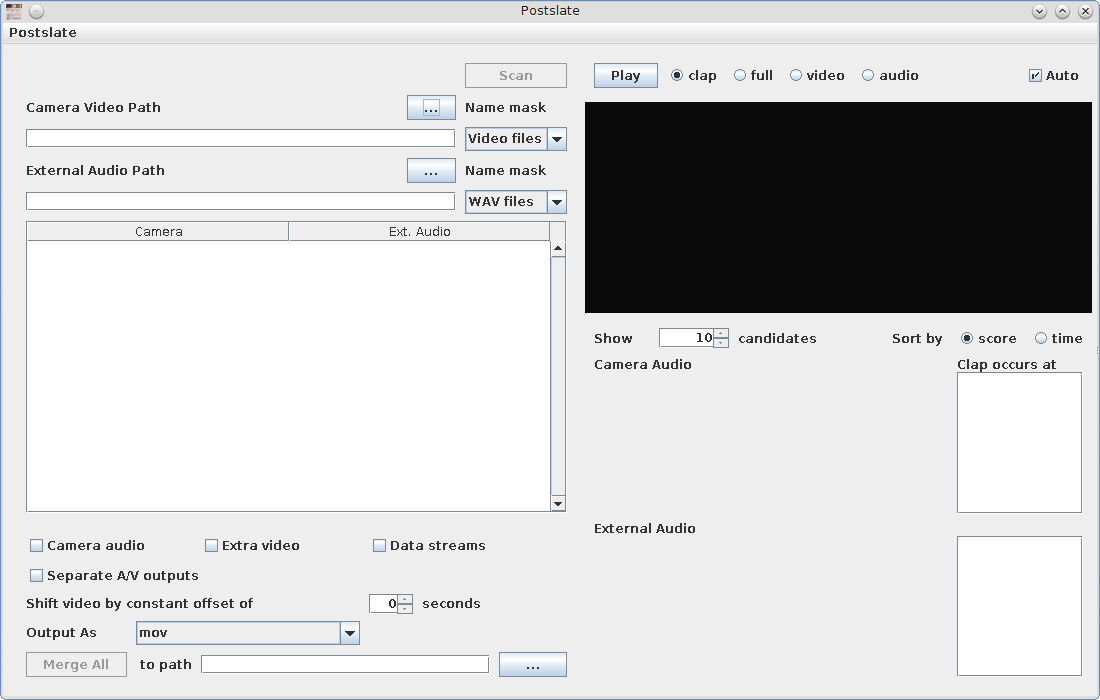 Postslate
Postslate
Scan
Play clap full video audio Auto
Camera Video Path ... Name mask
Video files
External Audio Path ... Name mask
WAV files
Camera Ext. Audio
Show 10 candidates Sort by score time
Camera Audio Clap occurs at
External Audio
Camera audio Extra video Data streams
Separate A/V outputs
Shift video by constant offset of 0 seconds
Output As mov
Merge All to path ...